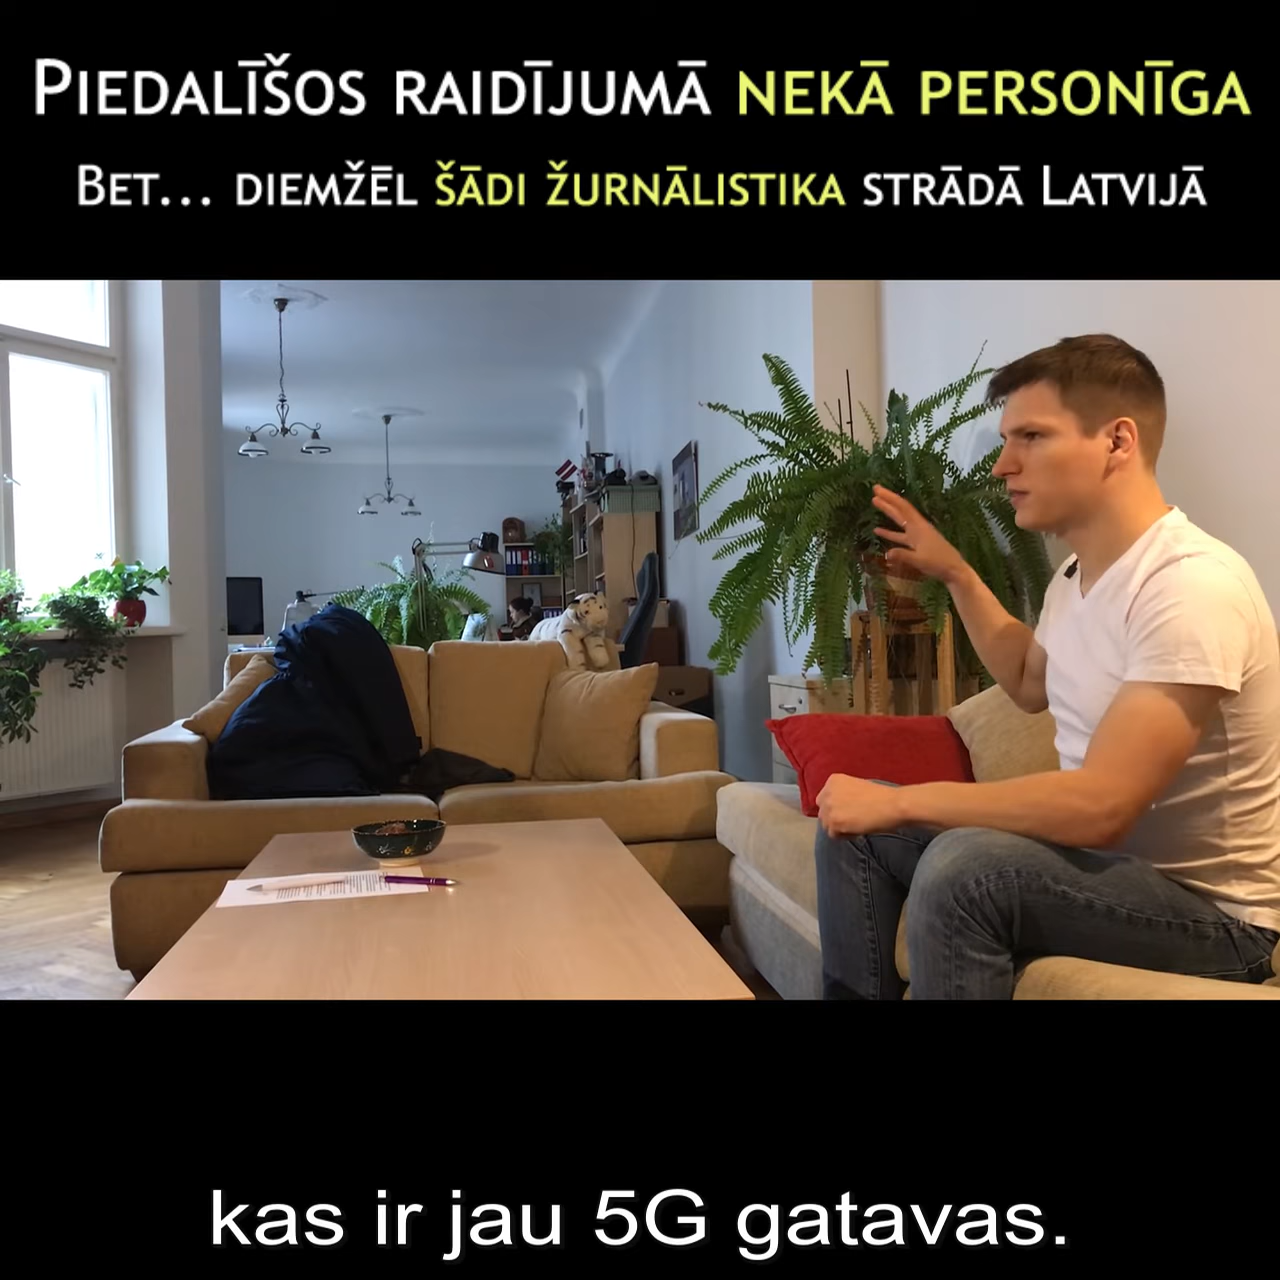 Piedalīšos raidījumā nekā personīga
Bet... diemžēl šādi žurnālistika strādā Latvijā
kas ir jau 5G gatavas.